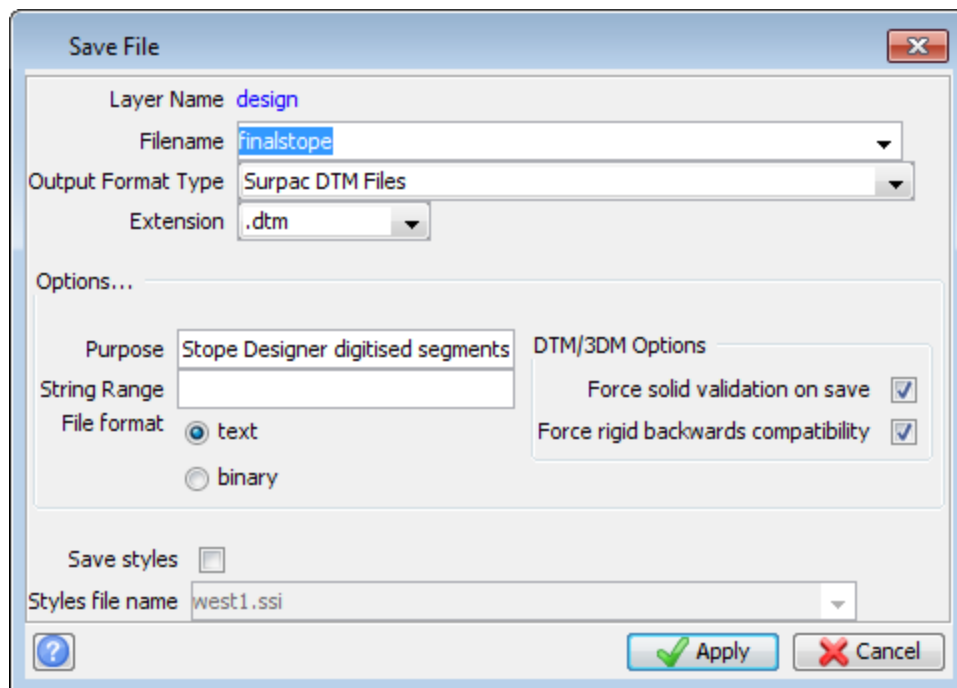 Save File
Layer Name design
Filename finalstope
Output Format Type Surpac DTM Files
Extension .dtm
Options...
Purpose Stope Designer digitised segments
String Range
File format text
binary
DTM/3DM Options
Force solid validation on save
Force rigid backwards compatibility
Save styles
Styles file name west1.ssi
? Apply Cancel